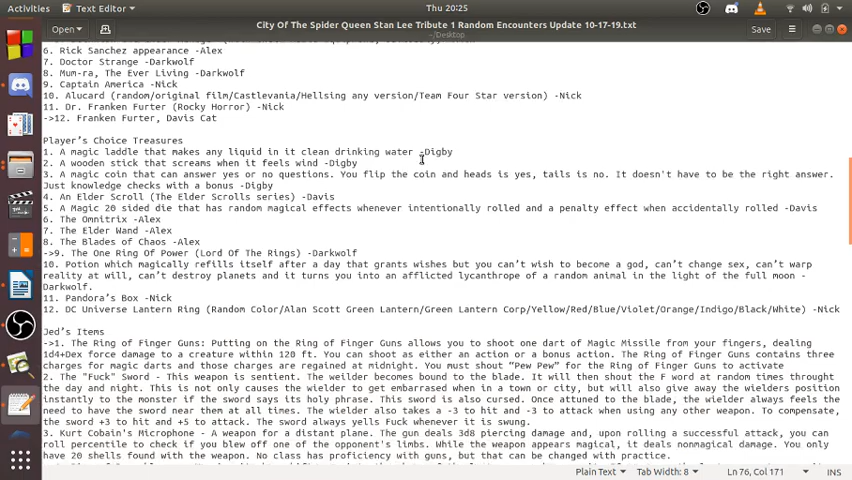 Activities
Text Editor
Thu 20:25
Open
City Of The Spider Queen Stan Lee Tribute 1 Random Encounters Update 10-17-19.txt
~/Desktop
Save
6. Rick Sanchez appearance -Alex
7. Doctor Strange -Darkwolf
8. Mum-ra, The Ever Living -Darkwolf
9. Captain America -Nick
10. Alucard (random/original film/Castlevania/Hellsing any version/Team Four Star version) -Nick
11. Dr. Franken Furter (Rocky Horror) -Nick
->12. Franken Furter, Davis Cat
Player's Choice Treasures
1. A magic laddle that makes any liquid in it clean drinking water -Digby
2. A wooden stick that screams when it feels wind -Digby
3. A magic coin that can answer yes or no questions. You flip the coin and heads is yes, tails is no. It doesn't have to be the right answer.
Just knowledge checks with a bonus -Digby
4. An Elder Scroll (The Elder Scrolls series) -Davis
5. A Magic 20 sided die that has random magical effects whenever intentionally rolled and a penalty effect when accidentally rolled -Davis
6. The Omnitrix -Alex
7. The Elder Wand -Alex
8. The Blades of Chaos -Alex
->9. The One Ring Of Power (Lord Of The Rings) -Darkwolf
10. Potion which magically refills itself after a day that grants wishes but you can't wish to become a god, can't change sex, can't warp
reality at will, can't destroy planets and it turns you into an afflicted lycanthrope of a random animal in the light of the full moon -
Darkwolf.
11. Pandora's Box -Nick
12. DC Universe Lantern Ring (Random Color/Alan Scott Green Lantern/Green Lantern Corp/Yellow/Red/Blue/Violet/Orange/Indigo/Black/White) -Nick
Jed's Items
->1. The Ring of Finger Guns: Putting on the Ring of Finger Guns allows you to shoot one dart of Magic Missile from your fingers, dealing
1d4+Dex force damage to a creature within 120 ft. You can shoot as either an action or a bonus action. The Ring of Finger Guns contains three
charges for magic darts and those charges are regained at midnight. You must shout "Pew Pew" for the Ring of Finger Guns to activate
2. The "Fuck" Sword - This weapon is sentient. The weilder becomes bound to the blade. It will then shout the F word at random times throught
the day and night. This is not only causes the wielder to get embarased when in a town or city, but will also give away the wielders position
instantly to the monster if the sword says its holy phrase. This sword is also cursed. Once attuned to the blade, the wielder always feels the
need to have the sword near them at all times. The wielder also takes a -3 to hit and -3 to attack when using any other weapon. To compensate,
the sword +3 to hit and +5 to attack. The sword always yells Fuck whenever it is swung.
3. Kurt Cobain's Microphone - A weapon for a distant plane. The gun deals 3d8 piercing damage and, upon rolling a successful attack, you can
roll percentile to check if you blew off one of the opponent's limbs. While the weapon appears magical, it deals nonmagical damage. You only
have 20 shells found with the weapon. No class has proficiency with guns, but that can be changed with practice.
Plain Text
Tab Width: 8
Ln 76, Col 171
INS